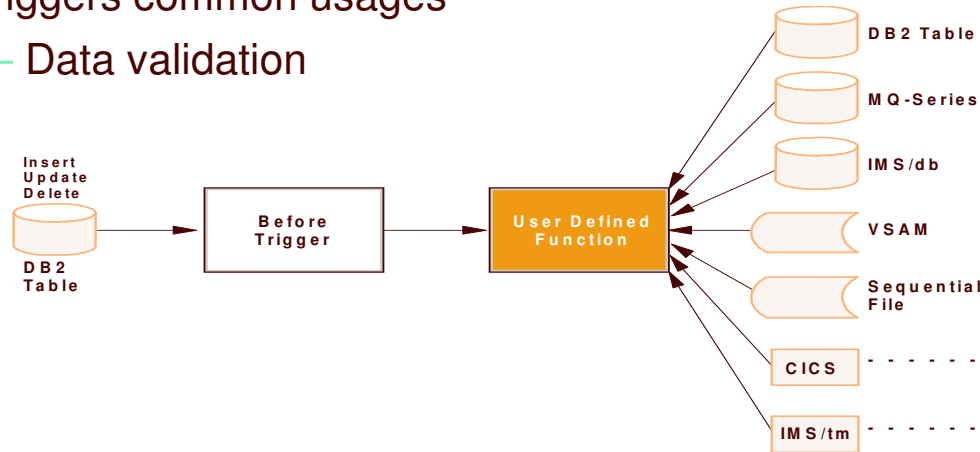 riggers common usages
– Data validation
DB2 Table
MQ-Series
Insert
Update
Delete
IMS/db
Before
Trigger
User Defined
Function
VSAM
DB2
Table
Sequential
File
CICS - - - - - -
IMS/tm - - - - - -